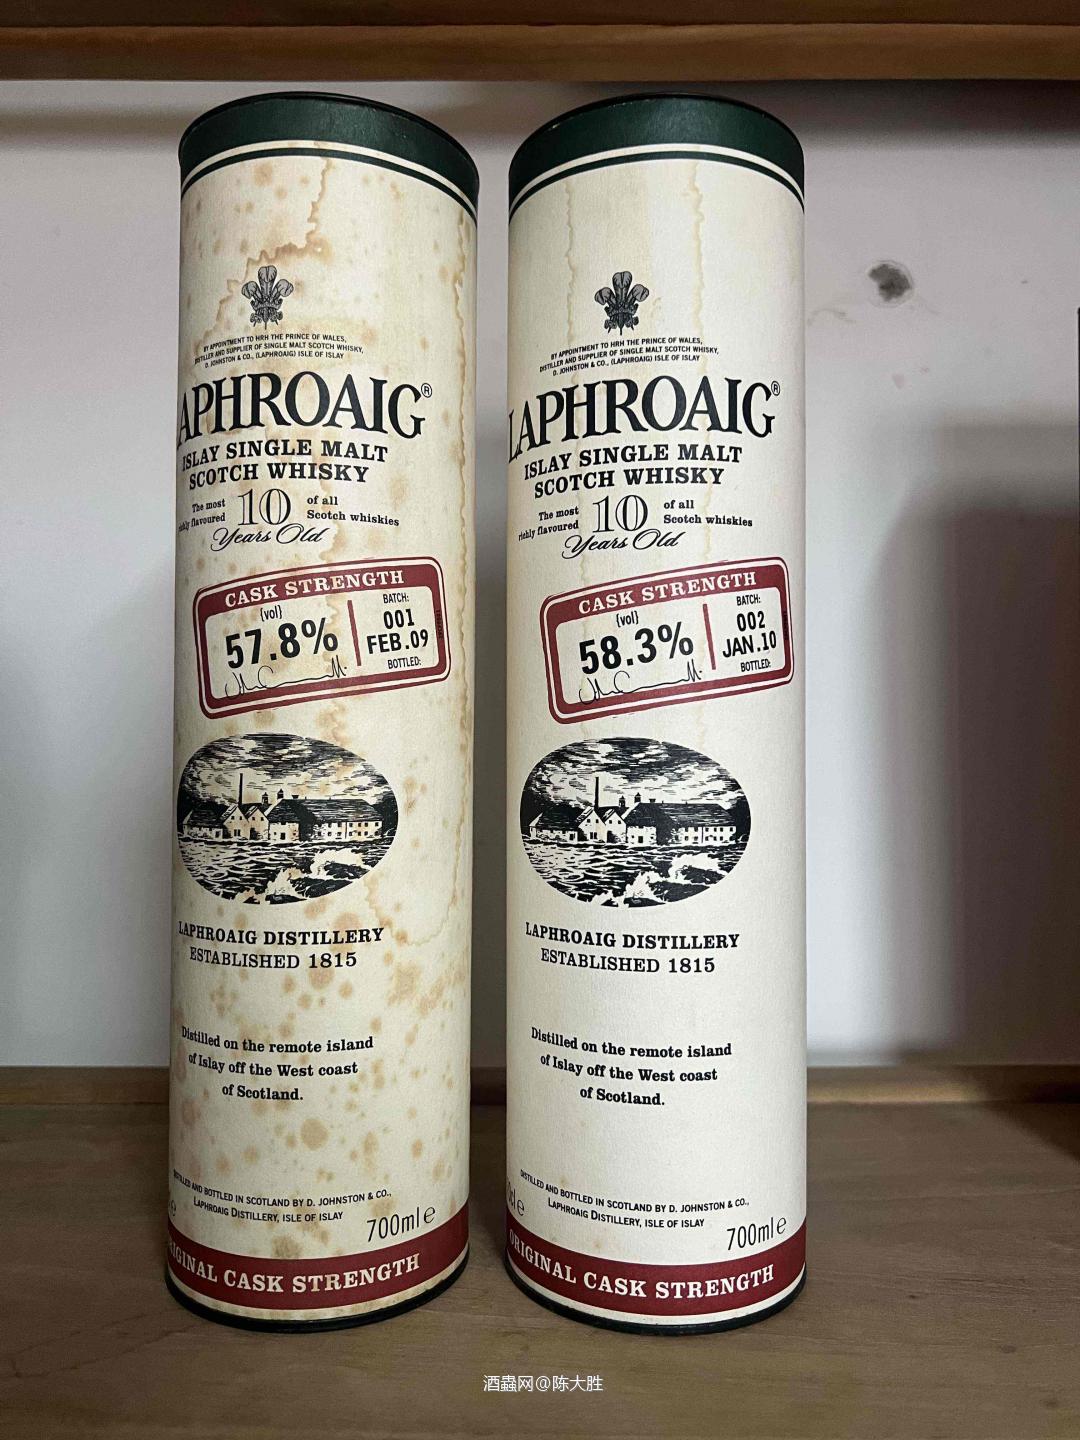 BY APPOINTMENT TO HRH THE PRINCE OF WALES,
DISTILLER AND SUPPLIER OF SINGLE MALT SCOTCH WHISKY,
D. JOHNSTON & CO., (LAPHROAIG) ISLE OF ISLAY
APHROAIG®
ISLAY SINGLE MALT
SCOTCH WHISKY
The most
richly flavoured
10
of all
Scotch whiskies
Years Old
CASK STRENGTH
(vol)
57.8%
BATCH:
001
FEB.09
BOTTLED:
LAPHROAIG DISTILLERY
ESTABLISHED 1815
Distilled on the remote island
of Islay off the West coast
of Scotland.
DISTILLED AND BOTTLED IN SCOTLAND BY D. JOHNSTON & CO.,
LAPHROAIG DISTILLERY, ISLE OF ISLAY
700ml e
ORIGINAL CASK STRENGTH
BY APPOINTMENT TO HRH THE PRINCE OF WALES,
DISTILLER AND SUPPLIER OF SINGLE MALT SCOTCH WHISKY,
D. JOHNSTON & CO., (LAPHROAIG) ISLE OF ISLAY
LAPHROAIG®
ISLAY SINGLE MALT
SCOTCH WHISKY
The most
richly flavoured
10
of all
Scotch whiskies
Years Old
CASK STRENGTH
(vol)
58.3%
BATCH:
002
JAN.10
BOTTLED:
LAPHROAIG DISTILLERY
ESTABLISHED 1815
Distilled on the remote island
of Islay off the West coast
of Scotland.
DISTILLED AND BOTTLED IN SCOTLAND BY D. JOHNSTON & CO.,
LAPHROAIG DISTILLERY, ISLE OF ISLAY
700ml e
ORIGINAL CASK STRENGTH
酒蟲网@陈大胜